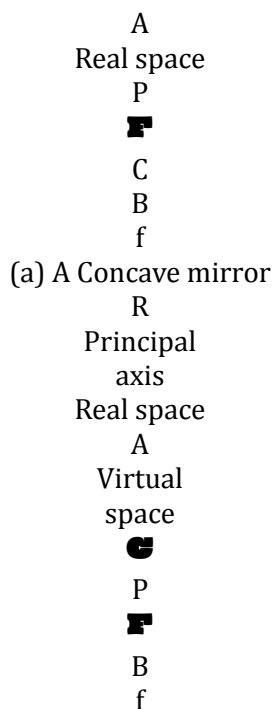 A
Real space
P
F
C
B
f
(a) A Concave mirror
R
Principal
axis
Real space
A
Virtual
space
C
P
F
B
f